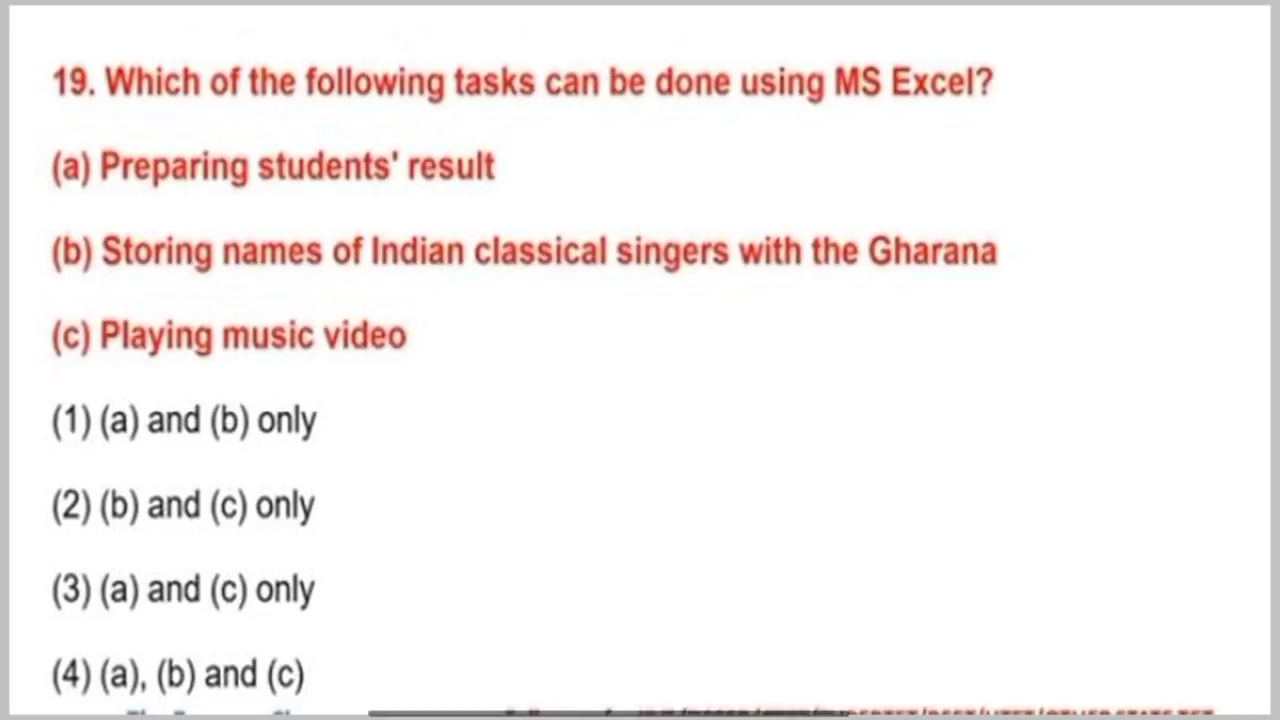 19. Which of the following tasks can be done using MS Excel?
(a) Preparing students' result
(b) Storing names of Indian classical singers with the Gharana
(c) Playing music video
(1) (a) and (b) only
(2) (b) and (c) only
(3) (a) and (c) only
(4) (a), (b) and (c)